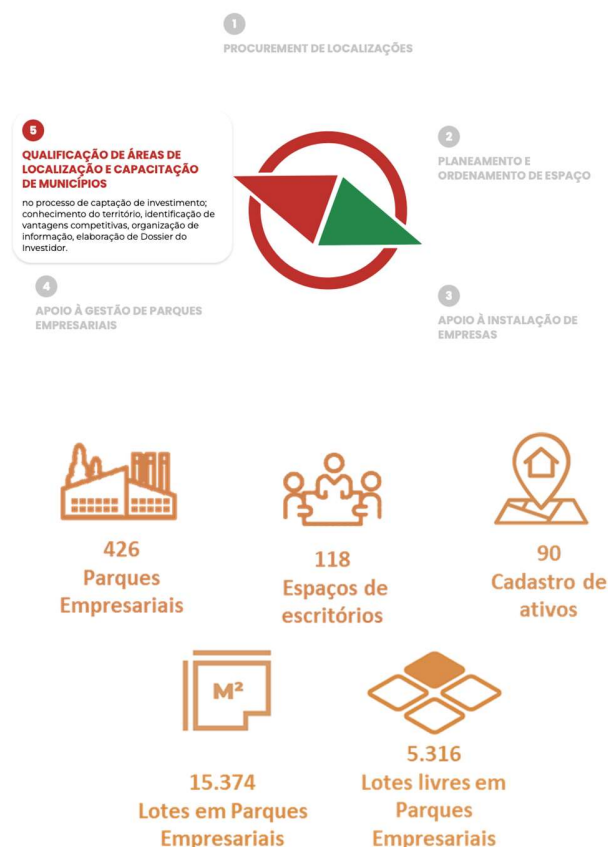 1
PROCUREMENT DE LOCALIZAÇÕES
5
QUALIFICAÇÃO DE ÁREAS DE
LOCALIZAÇÃO E CAPACITAÇÃO
DE MUNICÍPIOS
no processo de captação de investimento;
conhecimento do território, identificação de
vantagens competitivas, organização de
informação, elaboração de Dossier do
Investidor.
2
PLANEAMENTO E
ORDENAMENTO DE ESPAÇO
4
APOIO À GESTÃO DE PARQUES
EMPRESARIAIS
3
APOIO À INSTALAÇÃO DE
EMPRESAS
426
Parques
Empresariais
118
Espaços de
escritórios
90
Cadastro de
ativos
M²
15.374
Lotes em Parques
Empresariais
5.316
Lotes livres em
Parques
Empresariais